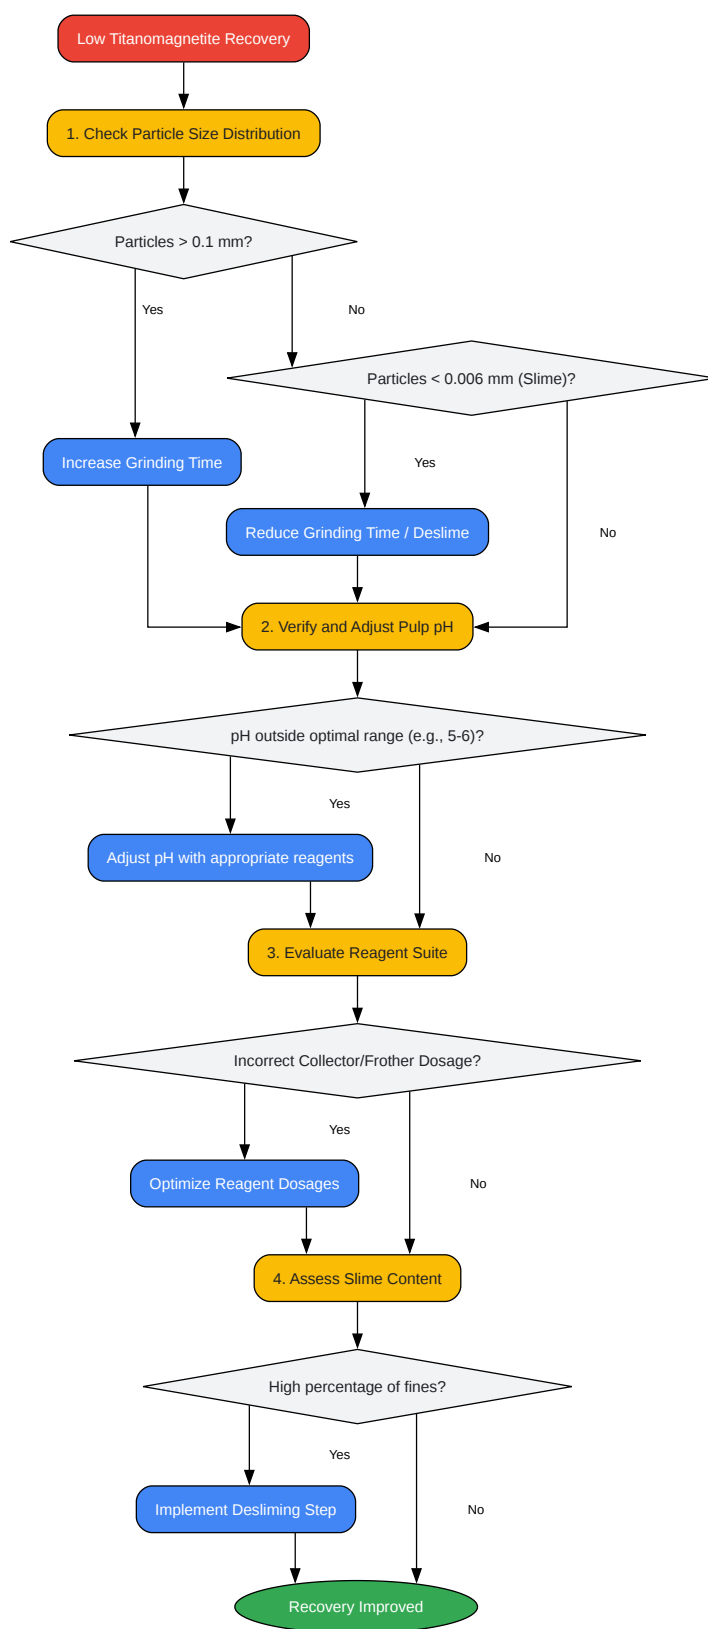 Low Titanomagnetite Recovery
1. Check Particle Size Distribution
Particles > 0.1 mm?
Yes
No
Particles < 0.006 mm (Slime)?
Increase Grinding Time
Yes
Reduce Grinding Time / Deslime
No
2. Verify and Adjust Pulp pH
pH outside optimal range (e.g., 5-6)?
Yes
Adjust pH with appropriate reagents
No
3. Evaluate Reagent Suite
Incorrect Collector/Frother Dosage?
Yes
Optimize Reagent Dosages
No
4. Assess Slime Content
High percentage of fines?
Yes
Implement Desliming Step
No
Recovery Improved